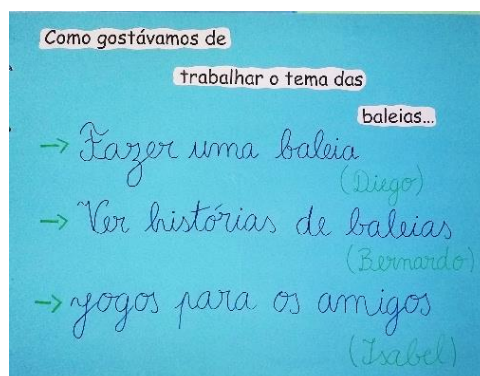 Como gostávamos de
trabalhar o tema das
baleias...
→ Fazer uma baleia
(Diego)
→ Ver histórias de baleias
(Bernardo)
→ Jogos para os amigos
(Isabel)